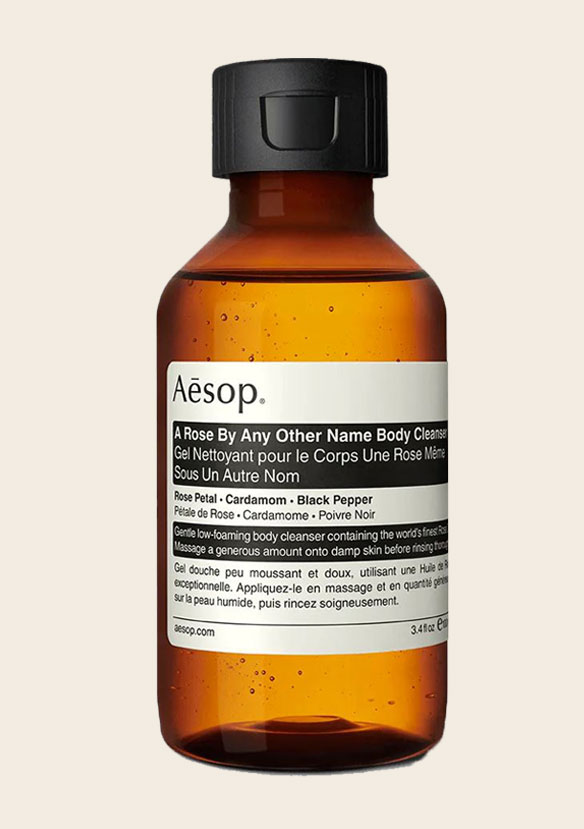 Aēsop®
A Rose By Any Other Name Body Cleanser
Gel Nettoyant pour le Corps Une Rose Même
Sous Un Autre Nom
Rose Petal • Cardamom • Black Pepper
Pétale de Rose • Cardamome • Poivre Noir
Gentle low-foaming body cleanser containing the world's finest Rose
Massage a generous amount onto damp skin before rinsing
Gel douche peu moussant et doux, utilisant une Huile de
exceptionelle. Appliquez-le en massage et en quantité
sur la peau humide, puis rincez soigneusement.
aesop.com 3.4 fl oz ℮